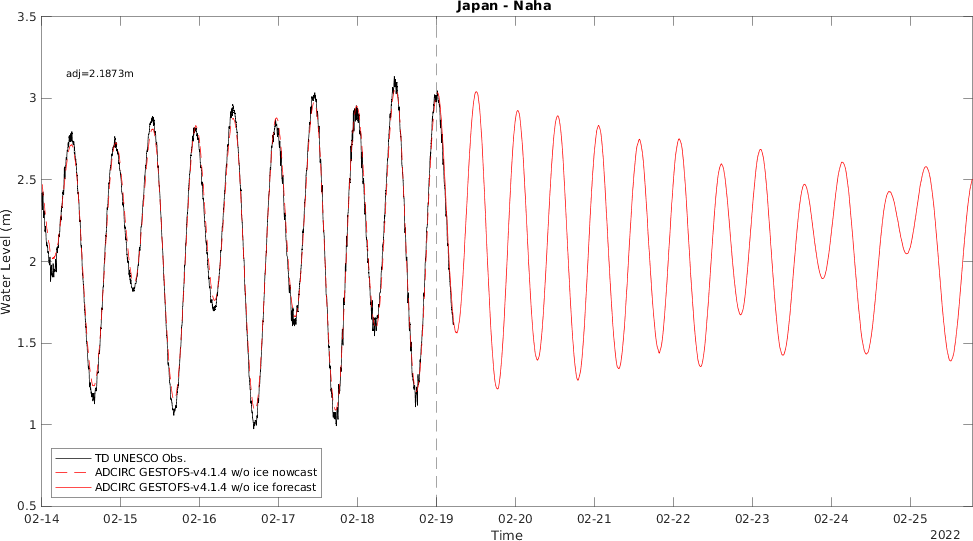 Japan - Naha
3.5
3
2.5
2
1.5
1
0.5
Water Level (m)
adj=2.1873m
TD UNESCO Obs.
ADCIRC GESTOFS-v4.1.4 w/o ice nowcast
ADCIRC GESTOFS-v4.1.4 w/o ice forecast
02-14 02-15 02-16 02-17 02-18 02-19 02-20 02-21 02-22 02-23 02-24 02-25
Time
2022